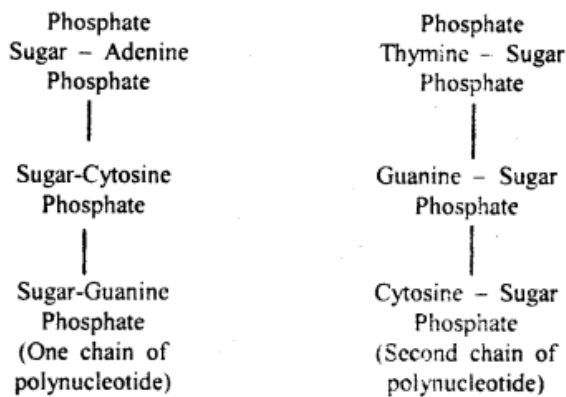 Phosphate
Sugar – Adenine
Phosphate
Sugar-Cytosine
Phosphate
Sugar-Guanine
Phosphate
(One chain of
polynucleotide)
Phosphate
Thymine – Sugar
Phosphate
Guanine – Sugar
Phosphate
Cytosine – Sugar
Phosphate
(Second chain of
polynucleotide)